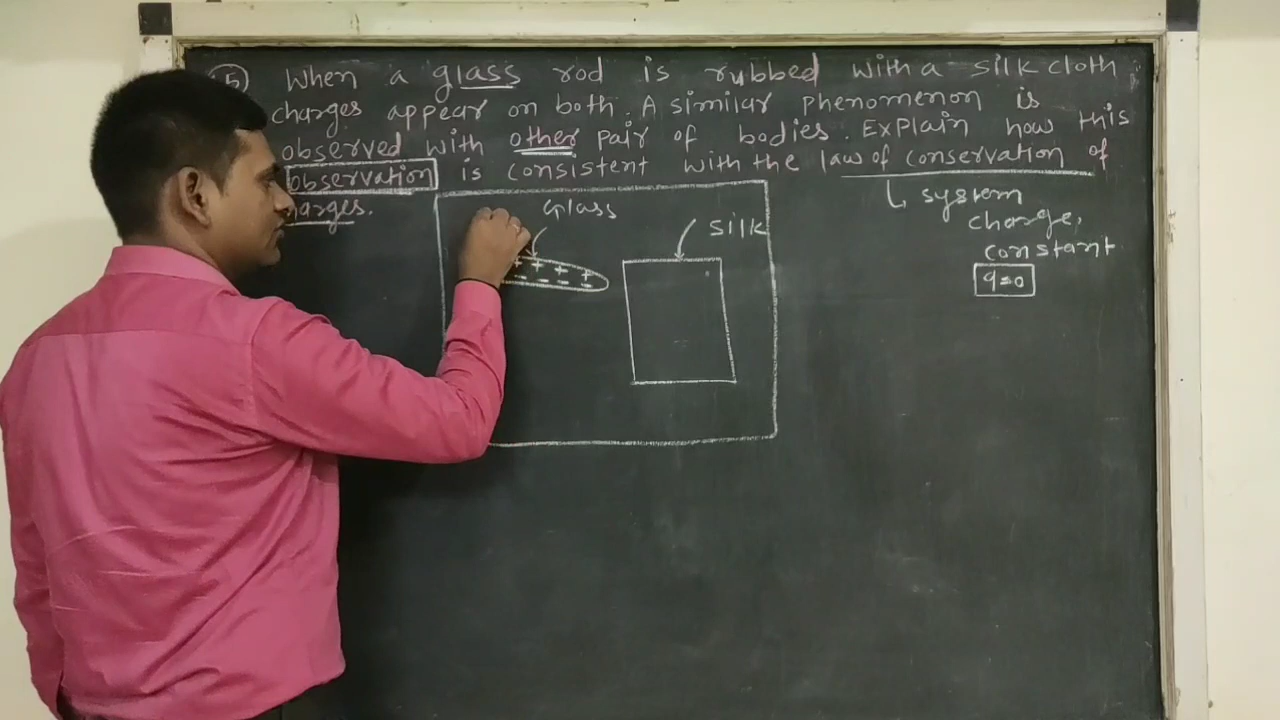 5) When a glass rod is rubbed with a silk cloth
charges appear on both. A similar phenomenon is
observed with other pair of bodies. Explain how this
observation is consistent with the law of conservation of
harges.
system
charge,
constant
q=0
Glass
silk
+ + +
- - -